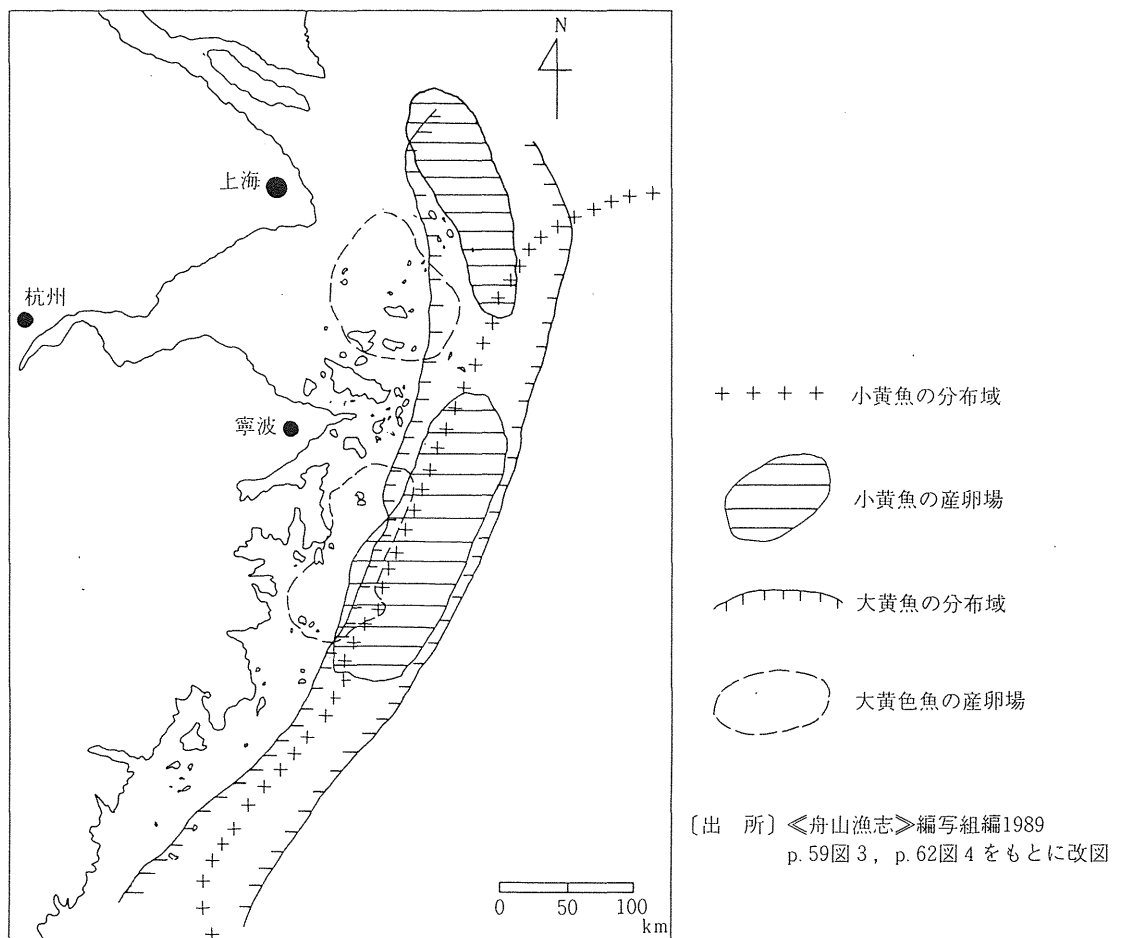 N
上海
杭州
寧波
+ + + + 小黄魚の分布域
小黄魚の産卵場
大黄魚の分布域
大黄色魚の産卵場
〔出 所〕≪舟山漁志≫編写組編1989
p.59図3，p.62図4をもとに改図
0 50 100
km